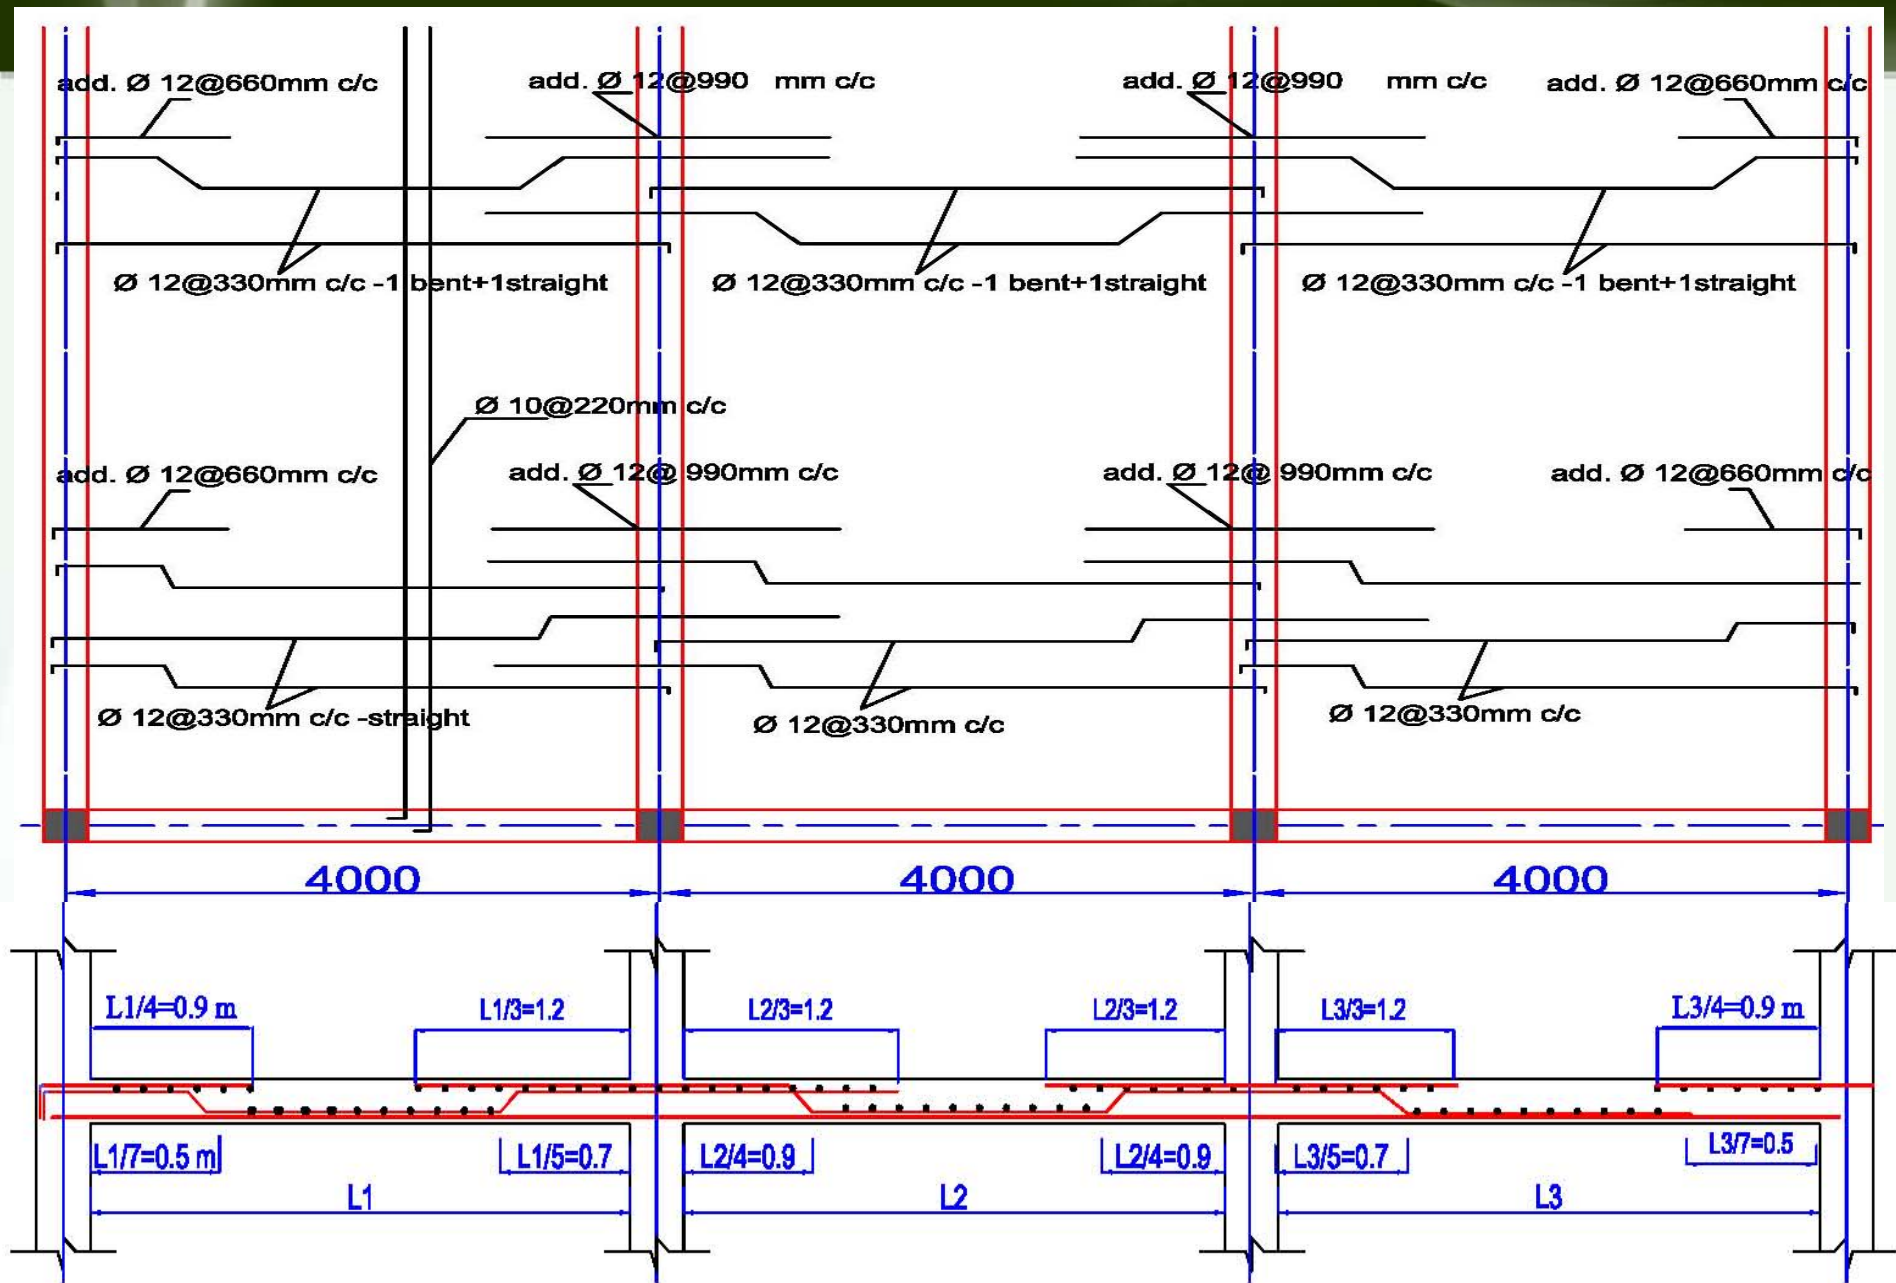 add. Ø 12@660mm c/c
add. Ø 12@990 mm c/c
add. Ø 12@990 mm c/c
add. Ø 12@660mm c/c
Ø 12@330mm c/c -1 bent+1straight
Ø 12@330mm c/c -1 bent+1straight
Ø 12@330mm c/c -1 bent+1straight
Ø 10@220mm c/c
add. Ø 12@660mm c/c
add. Ø 12@ 990mm c/c
add. Ø 12@ 990mm c/c
add. Ø 12@660mm c/c
Ø 12@330mm c/c -straight
Ø 12@330mm c/c
Ø 12@330mm c/c
4000
4000
4000
L1/4=0.9 m
L1/3=1.2
L2/3=1.2
L2/3=1.2
L3/3=1.2
L3/4=0.9 m
L1/7=0.5 m
L1/5=0.7
L2/4=0.9
L2/4=0.9
L3/5=0.7
L3/7=0.5
L1
L2
L3